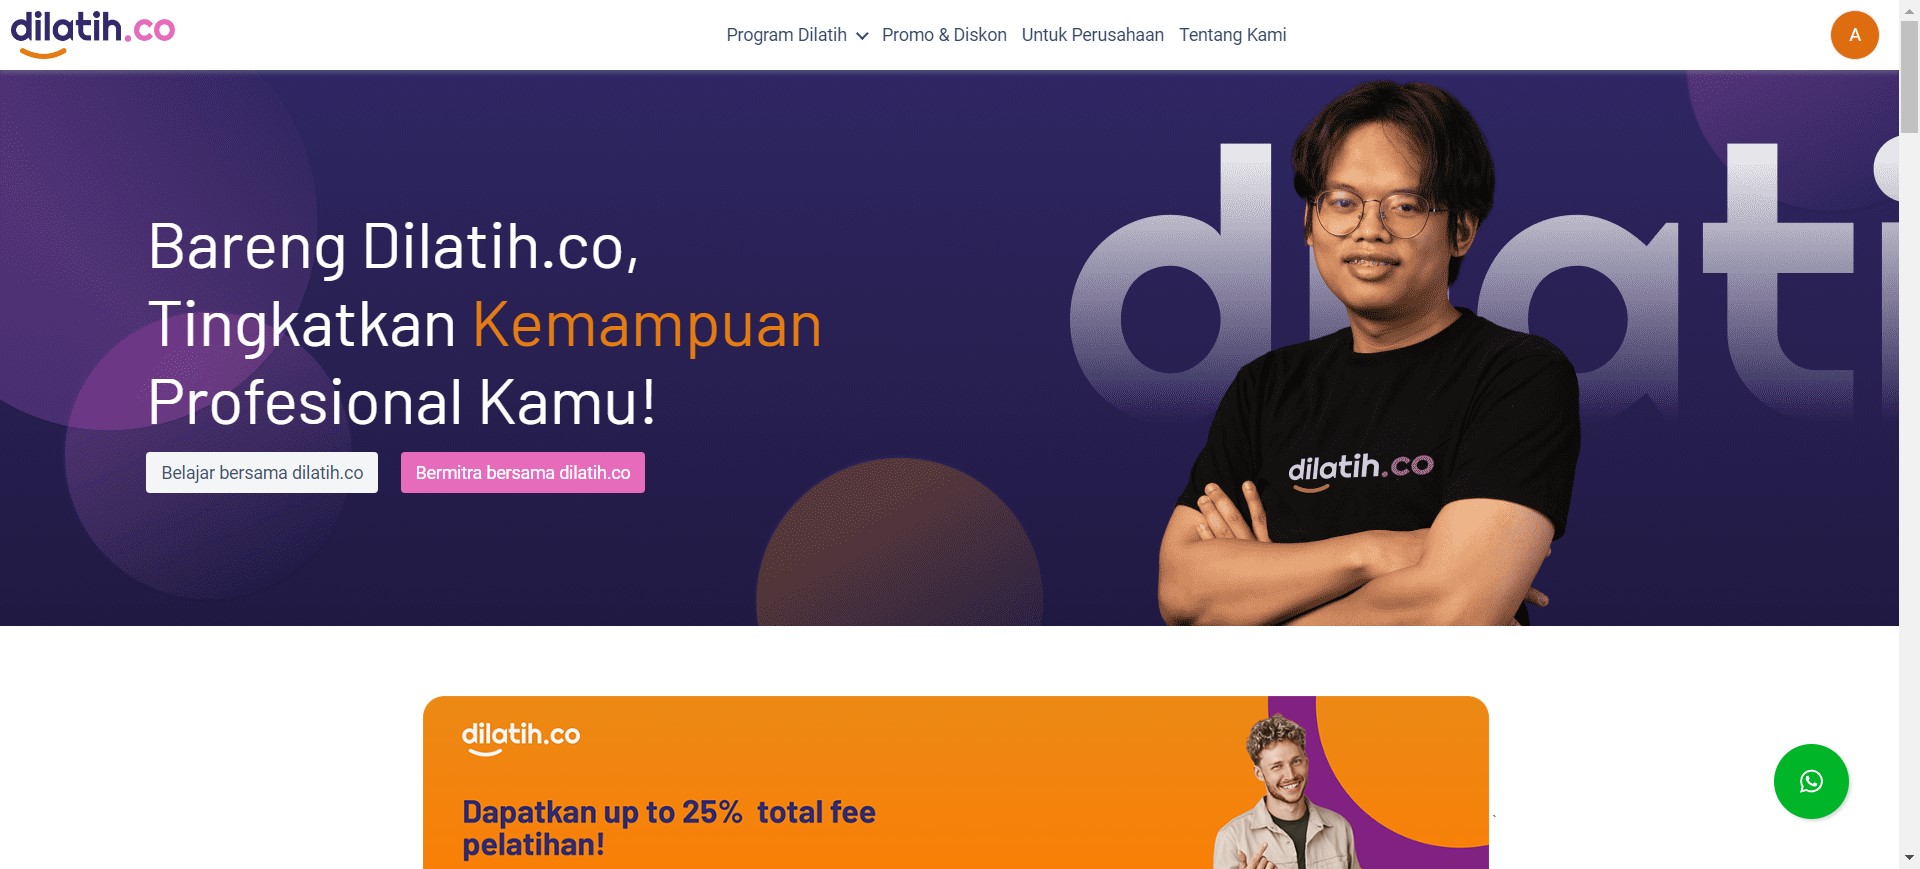 dilatih.co
Program Dilatih
Promo & Diskon
Untuk Perusahaan
Tentang Kami
A
dilati
Bareng Dilatih.co,
Tingkatkan Kemampuan
Profesional Kamu!
Belajar bersama dilatih.co
Bermitra bersama dilatih.co
dilatih.co
dilatih.co
Dapatkan up to 25% total fee
pelatihan!